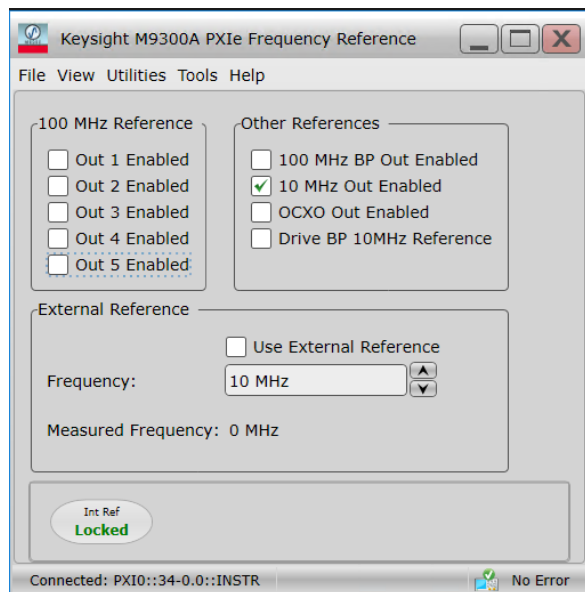 Keysight M9300A PXIe Frequency Reference
File View Utilities Tools Help
100 MHz Reference
Out 1 Enabled
Out 2 Enabled
Out 3 Enabled
Out 4 Enabled
Out 5 Enabled
Other References
100 MHz BP Out Enabled
10 MHz Out Enabled
OCXO Out Enabled
Drive BP 10MHz Reference
External Reference
Use External Reference
Frequency: 10 MHz
Measured Frequency: 0 MHz
Int Ref
Locked
Connected: PXI0::34-0.0::INSTR No Error